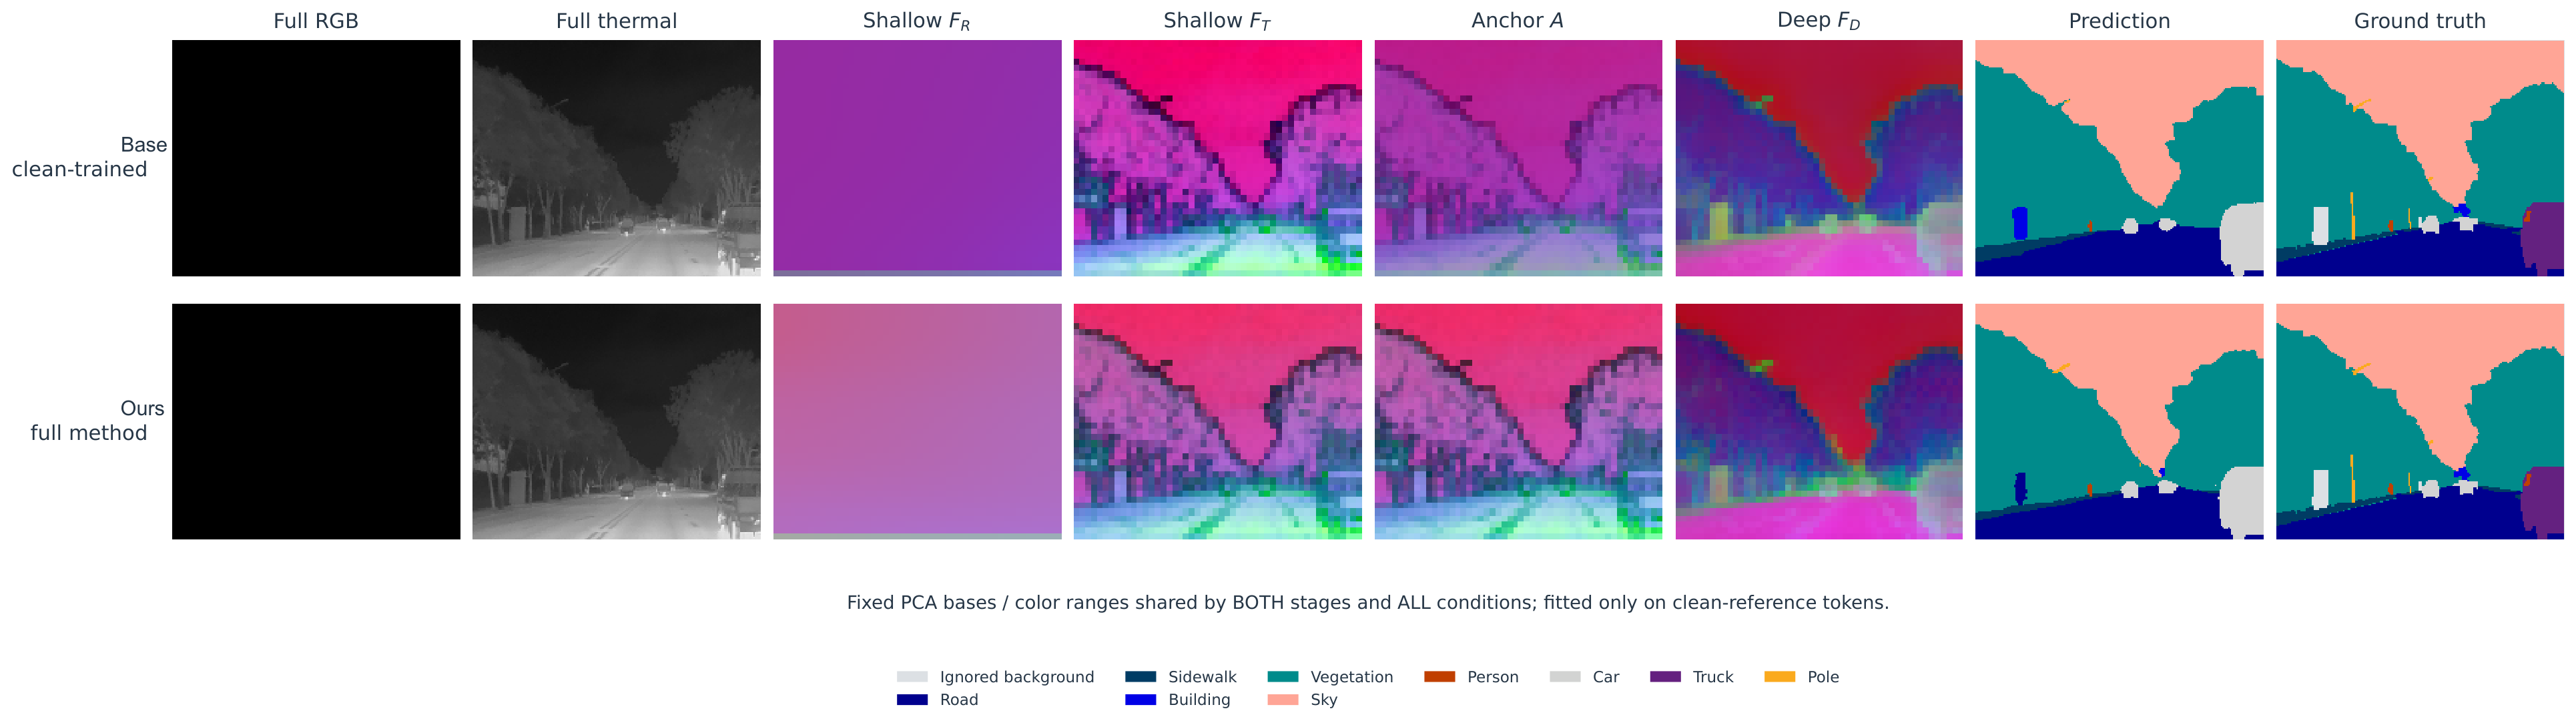 Full RGB Full thermal Shallow F_R Shallow F_T Anchor A Deep F_D Prediction Ground truth
Base
clean-trained
Ours
full method
Fixed PCA bases / color ranges shared by BOTH stages and ALL conditions; fitted only on clean-reference tokens.
Ignored background Sidewalk Vegetation Person Car Truck Pole
Road Building Sky